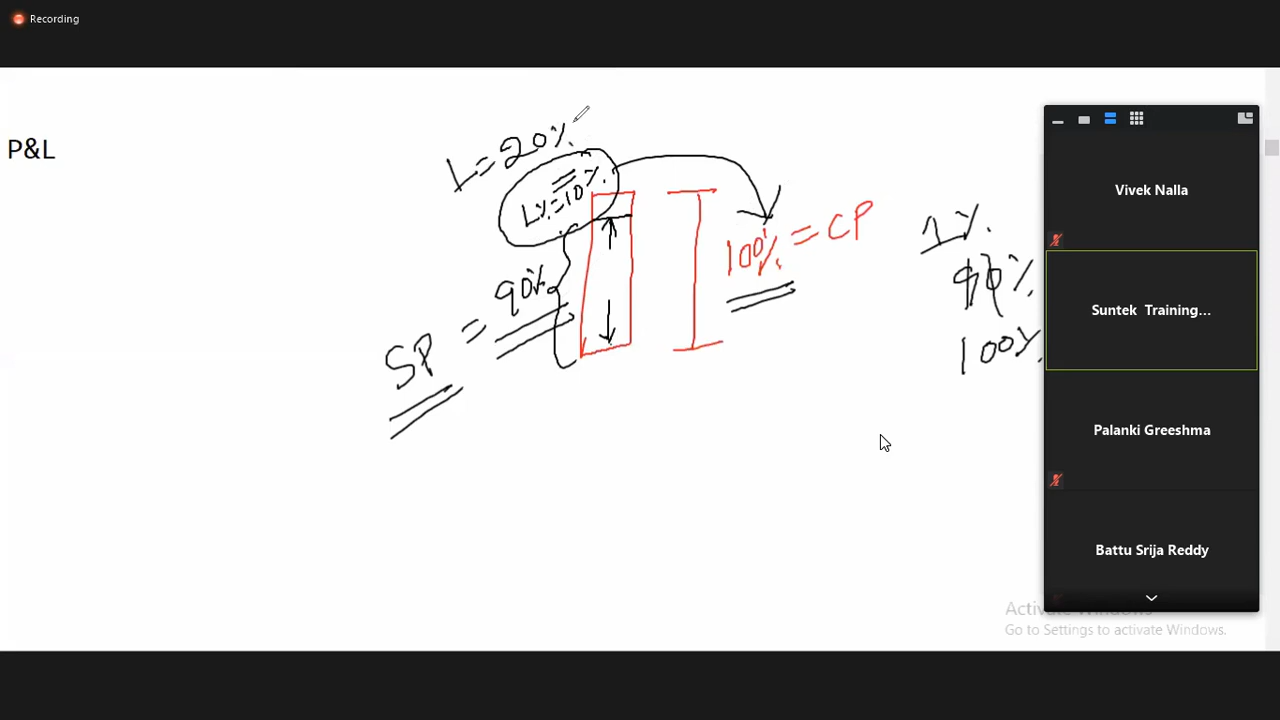 Recording
P&L
L=20%
L%=10%
100% = CP
1%
90%
SP = 90%
100%
Vivek Nalla
Suntek Training...
Palanki Greeshma
Battu Srija Reddy
Activate Windows
Go to Settings to activate Windows.